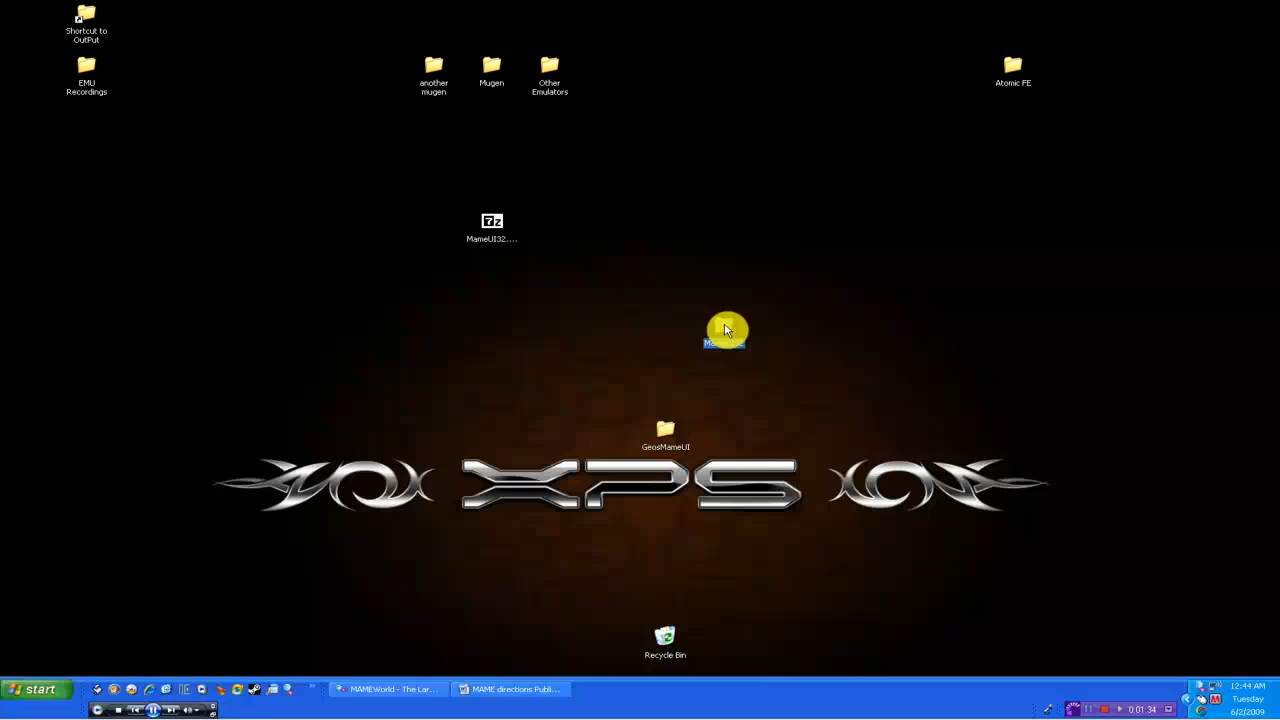 Shortcut to
OutPut
EMU
Recordings
another
mugen
Mugen
Other
Emulators
Atomic FE
7z
MameUI32....
GeosMameUI
XPS
Recycle Bin
start
MAMEWorld - The Lar...
MAME directions Publi...
0:01:34
12:44 AM
Tuesday
6/2/2009